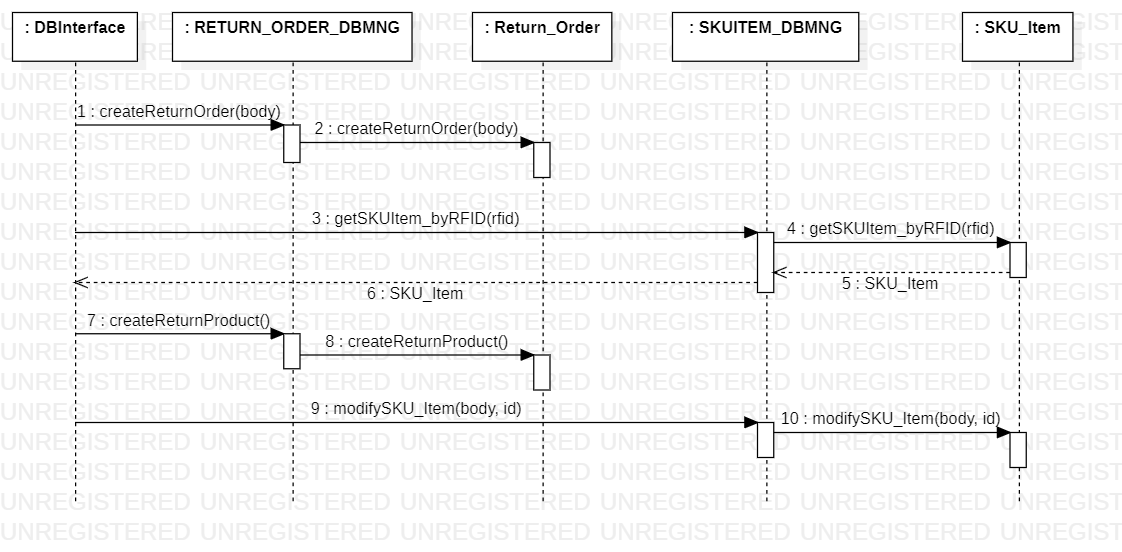 : DBInterface
: RETURN_ORDER_DBMNG
: Return_Order
: SKUITEM_DBMNG
: SKU_Item
1 : createReturnOrder(body)
2 : createReturnOrder(body)
3 : getSKUItem_byRFID(rfid)
4 : getSKUItem_byRFID(rfid)
5 : SKU_Item
6 : SKU_Item
7 : createReturnProduct()
8 : createReturnProduct()
9 : modifySKU_Item(body, id)
10 : modifySKU_Item(body, id)
UNREGISTERED UNREGISTERED UNREGISTERED UNREGISTERED UNREGISTERED UNREGIST